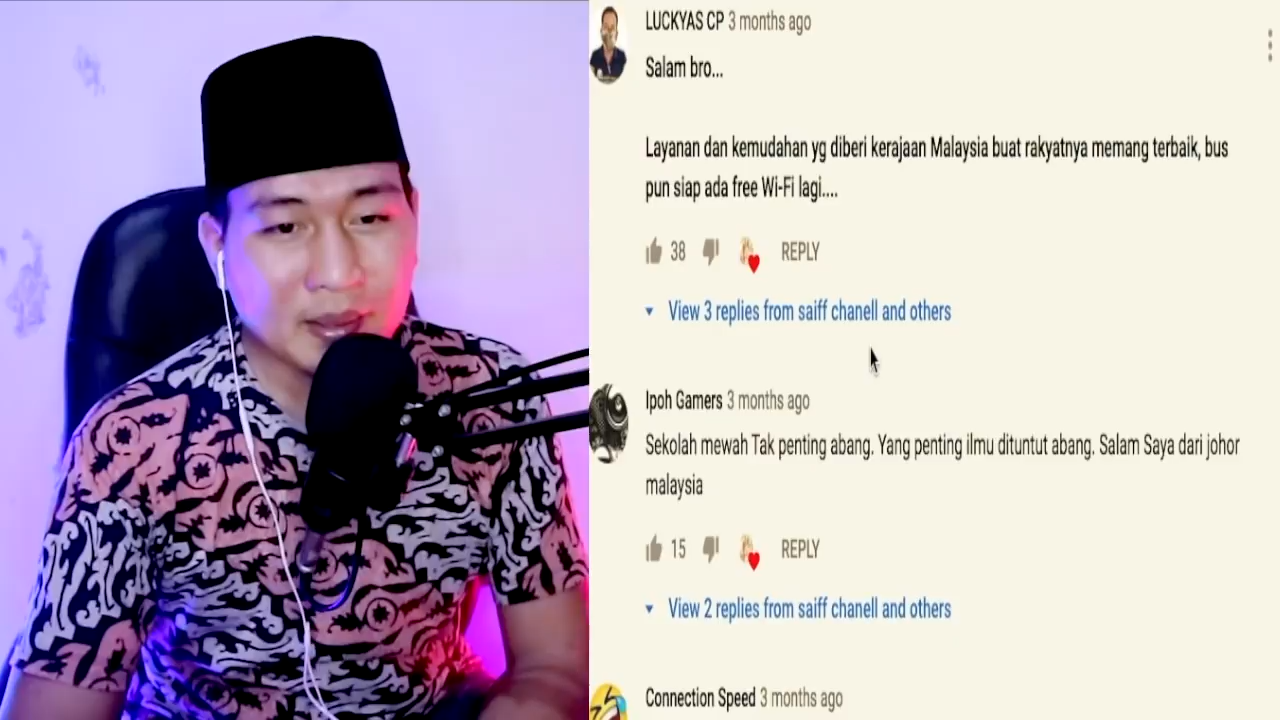 LUCKYAS CP 3 months ago
Salam bro...
Layanan dan kemudahan yg diberi kerajaan Malaysia buat rakyatnya memang terbaik, bus
pun siap ada free Wi-Fi lagi....
38 REPLY
View 3 replies from saiff chanell and others
Ipoh Gamers 3 months ago
Sekolah mewah Tak penting abang. Yang penting ilmu dituntut abang. Salam Saya dari johor
malaysia
15 REPLY
View 2 replies from saiff chanell and others
Connection Speed 3 months ago